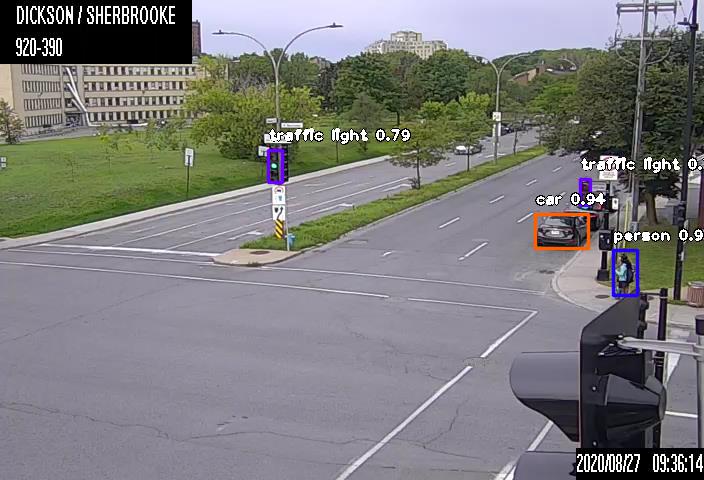 DICKSON / SHERBROOKE
920-390
traffic light 0.79
traffic light 0.
car 0.94
person 0.9
2020/08/27 09:36:14